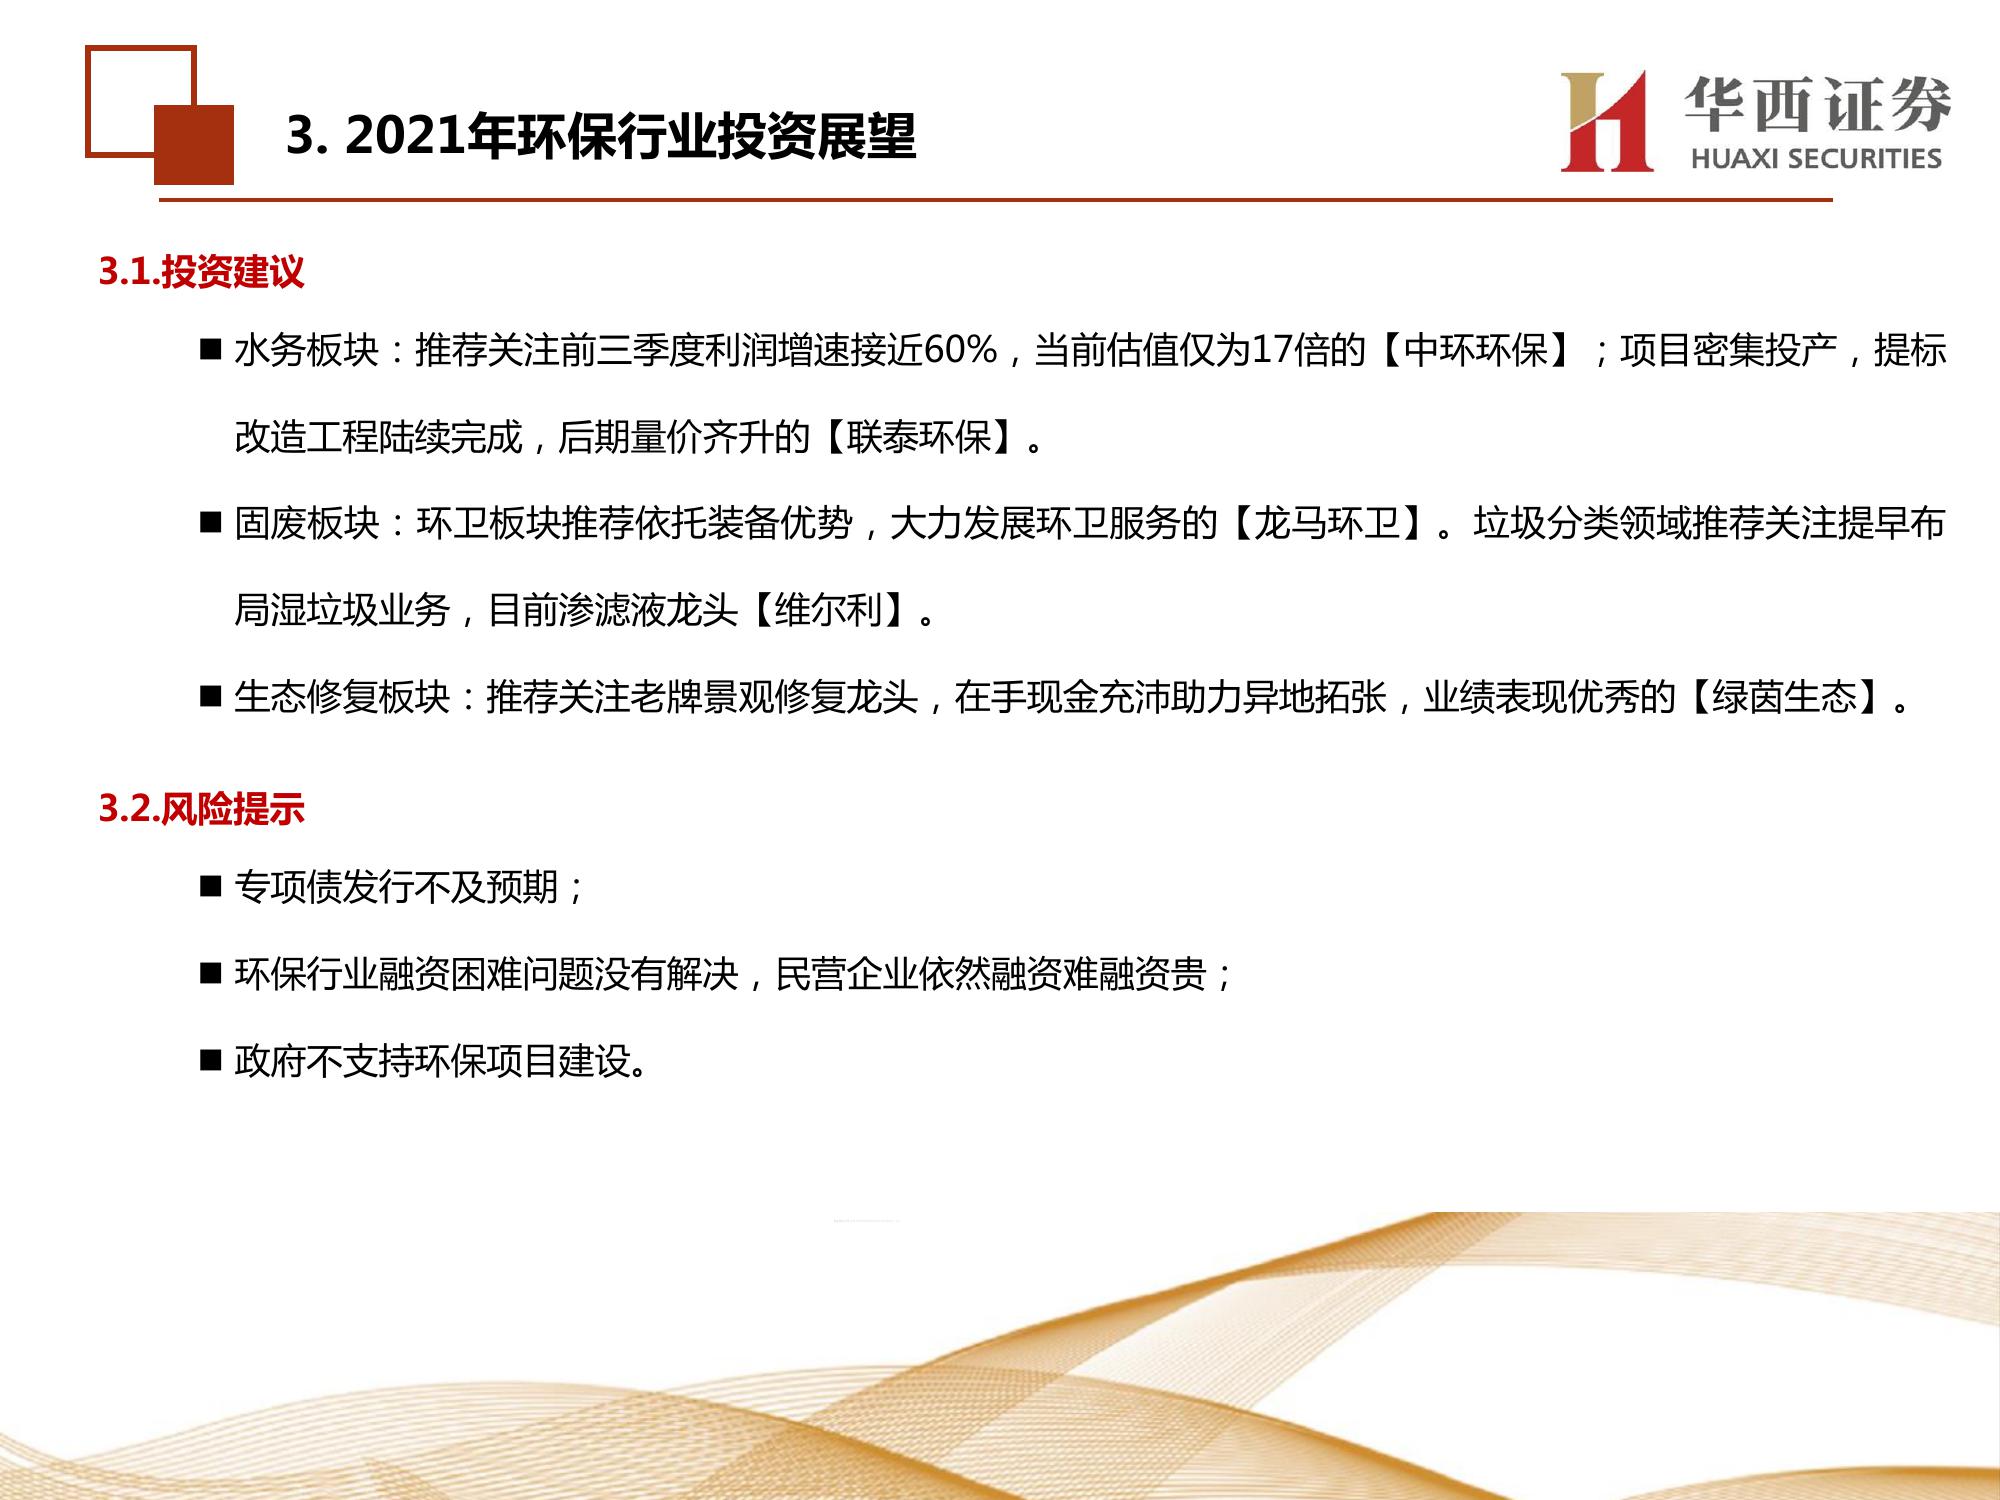 3. 2021年环保行业投资展望
华西证券
HUAXI SECURITIES
3.1.投资建议
■ 水务板块：推荐关注前三季度利润增速接近60%，当前估值仅为17倍的【中环环保】；项目密集投产，提标
改造工程陆续完成，后期量价齐升的【联泰环保】。
■ 固废板块：环卫板块推荐依托装备优势，大力发展环卫服务的【龙马环卫】。垃圾分类领域推荐关注提早布
局湿垃圾业务，目前渗滤液龙头【维尔利】。
■ 生态修复板块：推荐关注老牌景观修复龙头，在手现金充沛助力异地拓张，业绩表现优秀的【绿茵生态】。
3.2.风险提示
■ 专项债发行不及预期；
■ 环保行业融资困难问题没有解决，民营企业依然融资难融资贵；
■ 政府不支持环保项目建设。